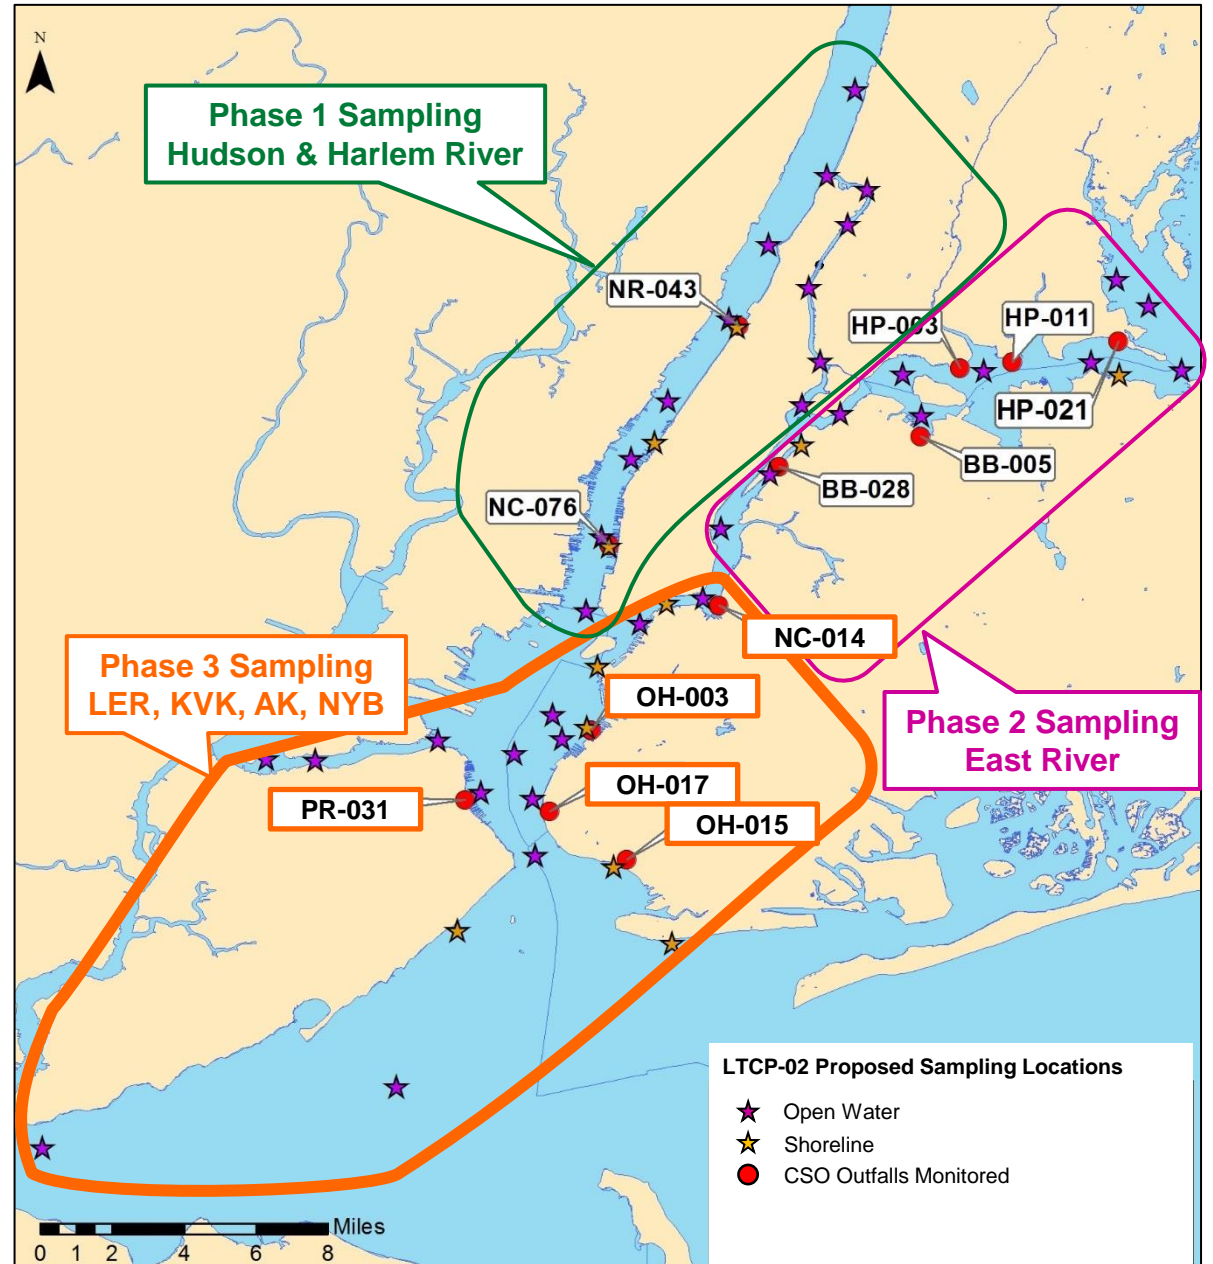 N
Phase 1 Sampling
Hudson & Harlem River
NR-043
HP-003
HP-011
HP-021
BB-005
BB-028
NC-076
NC-014
Phase 3 Sampling
LER, KVK, AK, NYB
OH-003
Phase 2 Sampling
East River
OH-017
PR-031
OH-015
LTCP-02 Proposed Sampling Locations
Open Water
Shoreline
CSO Outfalls Monitored
Miles
0 1 2 4 6 8